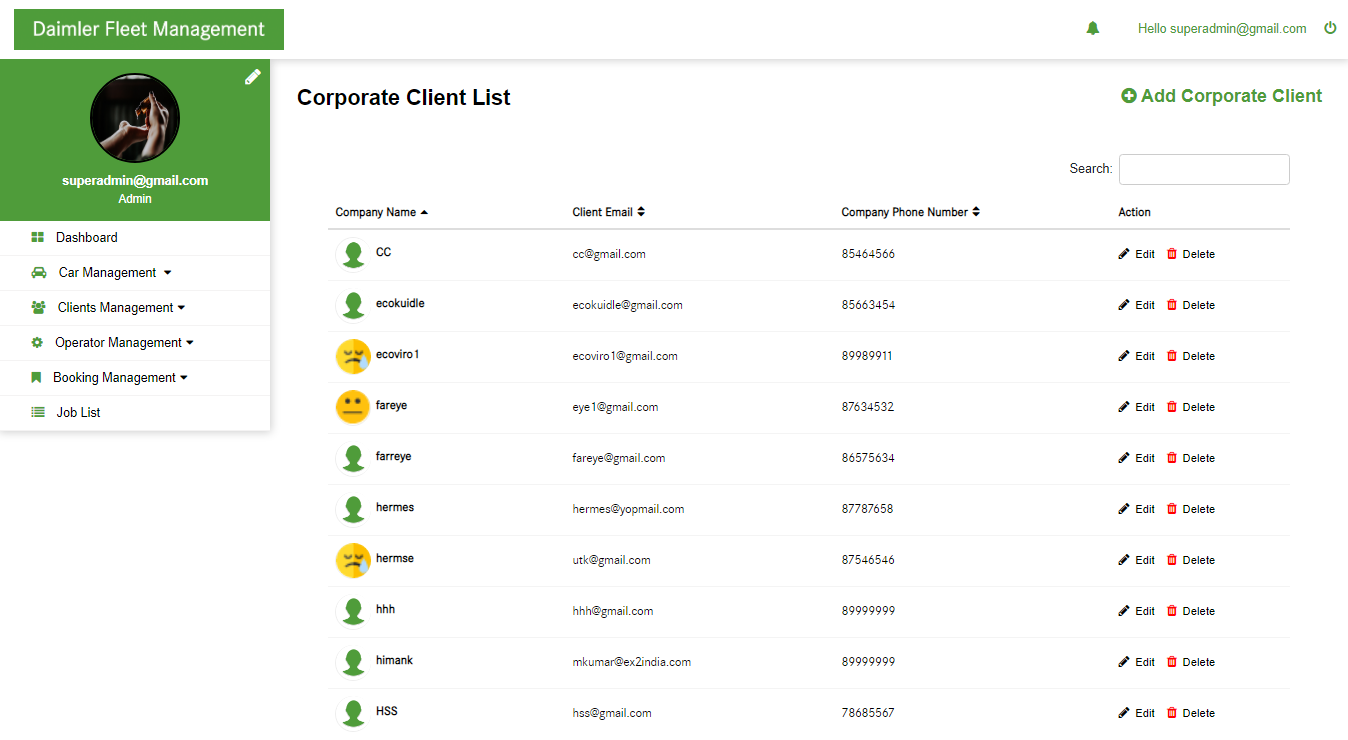 Daimler Fleet Management
Hello superadmin@gmail.com
superadmin@gmail.com
Admin
Dashboard
Car Management
Clients Management
Operator Management
Booking Management
Job List
Corporate Client List
Add Corporate Client
Search:
Company Name Client Email Company Phone Number Action
CC cc@gmail.com 85464566 Edit Delete
ecokuidle ecokuidle@gmail.com 85663454 Edit Delete
ecoviro1 ecoviro1@gmail.com 89989911 Edit Delete
fareye eye1@gmail.com 87634532 Edit Delete
farreye fareye@gmail.com 86575634 Edit Delete
hermes hermes@yopmail.com 87787658 Edit Delete
hermse utk@gmail.com 87546546 Edit Delete
hhh hhh@gmail.com 89999999 Edit Delete
himank mkumar@ex2india.com 89999999 Edit Delete
HSS hss@gmail.com 78685567 Edit Delete